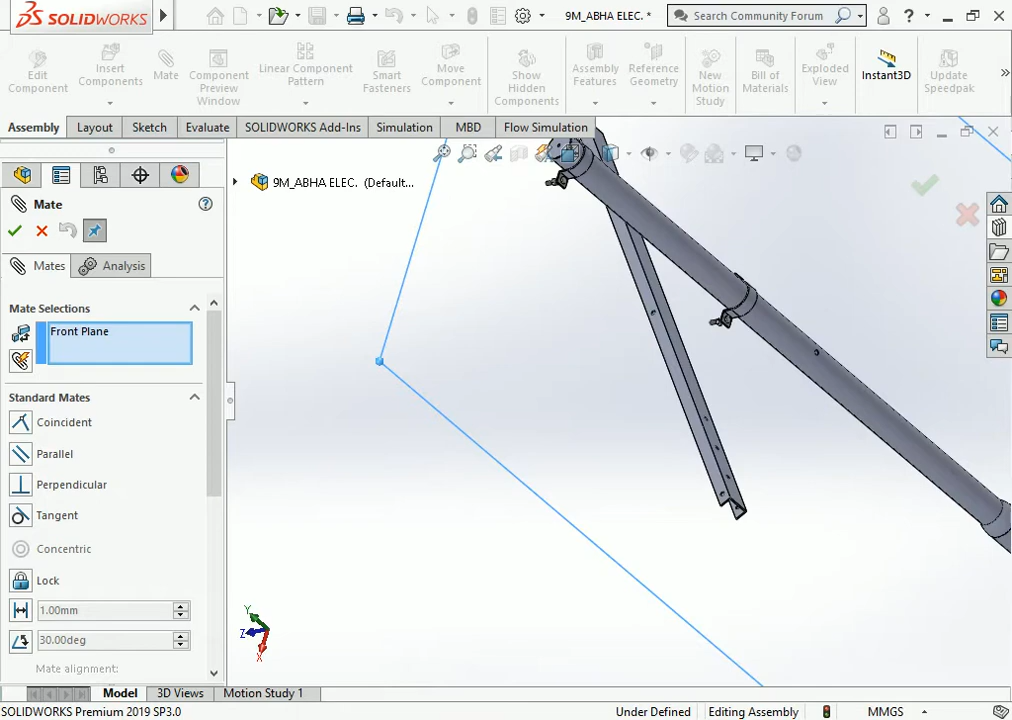 SOLIDWORKS
9M_ABHA ELEC. *
Search Community Forum
?
Edit Component
Insert Components
Mate
Component Preview Window
Linear Component Pattern
Smart Fasteners
Move Component
Show Hidden Components
Assembly Features
Reference Geometry
New Motion Study
Bill of Materials
Exploded View
Instant3D
Update Speedpak
Assembly
Layout
Sketch
Evaluate
SOLIDWORKS Add-Ins
Simulation
MBD
Flow Simulation
9M_ABHA ELEC. (Default...
Mate
?
Mates
Analysis
Mate Selections
Front Plane
Standard Mates
Coincident
Parallel
Perpendicular
Tangent
Concentric
Lock
1.00mm
30.00deg
Mate alignment:
Y
Z
X
Model
3D Views
Motion Study 1
SOLIDWORKS Premium 2019 SP3.0
Under Defined
Editing Assembly
MMGS